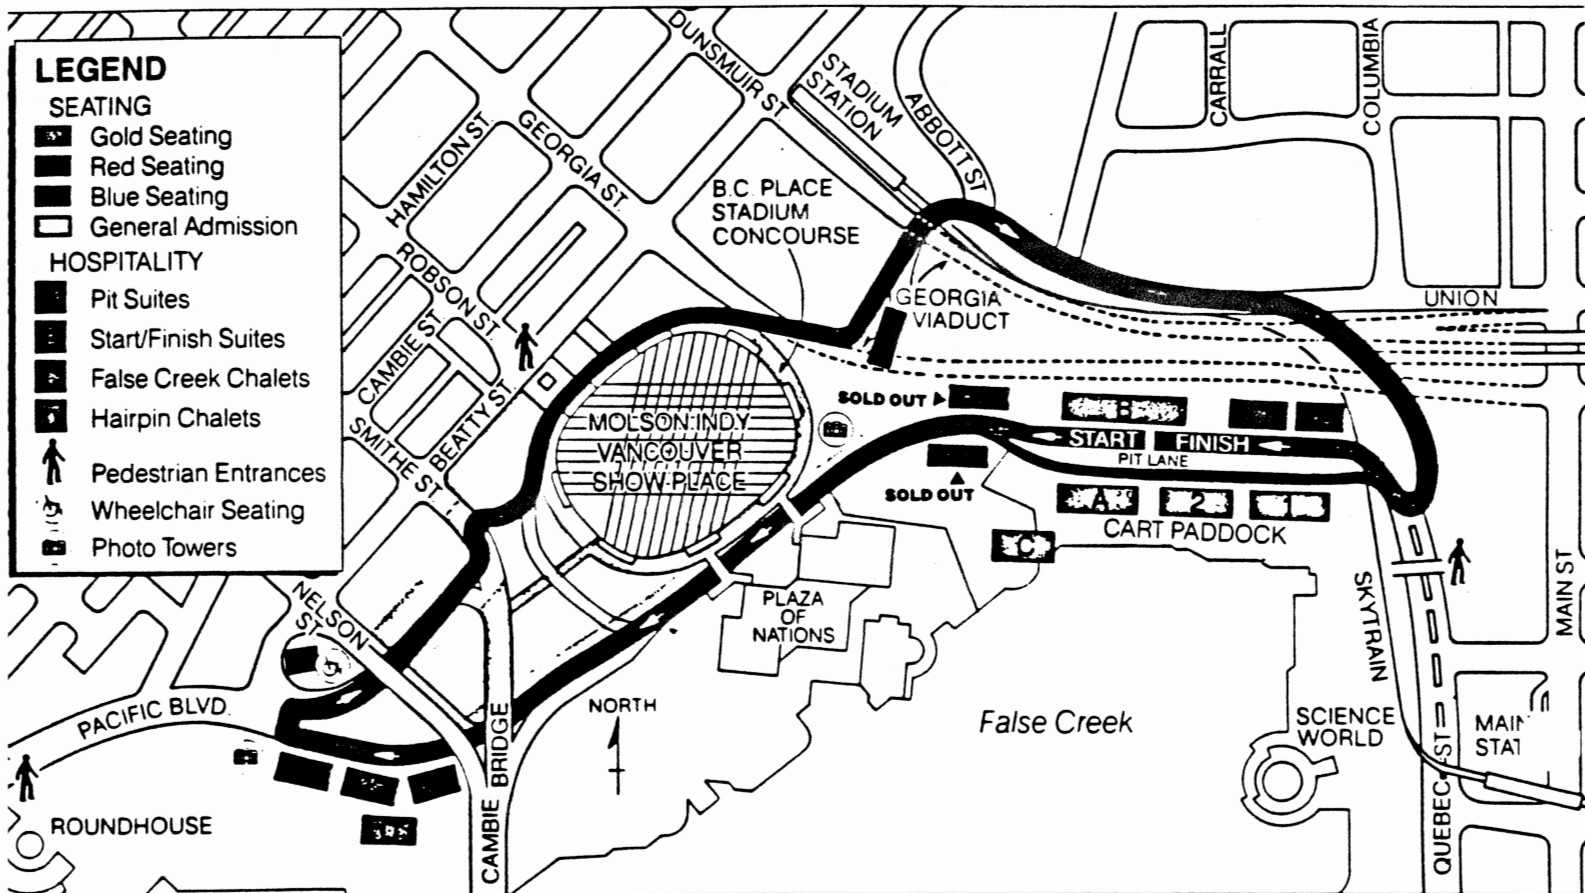 LEGEND
SEATING
Gold Seating
Red Seating
Blue Seating
General Admission
HOSPITALITY
Pit Suites
Start/Finish Suites
False Creek Chalets
Hairpin Chalets
Pedestrian Entrances
Wheelchair Seating
Photo Towers
DUNSMUIR ST
STADIUM
STATION
ABBOTT ST
CARRALL
COLUMBIA
HAMILTON ST.
GEORGIA ST.
B.C. PLACE
STADIUM
CONCOURSE
ROBSON ST
CAMBIE ST
SMITHE ST
BEATTY ST
GEORGIA
VIADUCT
UNION
MOLSON INDY
VANCOUVER
SHOW PLACE
SOLD OUT
B
START FINISH
PIT LANE
SOLD OUT
A 2 1
CART PADDOCK
C
NELSON
ST
PLAZA
OF
NATIONS
SKYTRAIN
MAIN ST
PACIFIC BLVD.
NORTH
False Creek
SCIENCE
WORLD
MAIN
STAT
ROUNDHOUSE
CAMBIE BRIDGE
QUEBEC ST